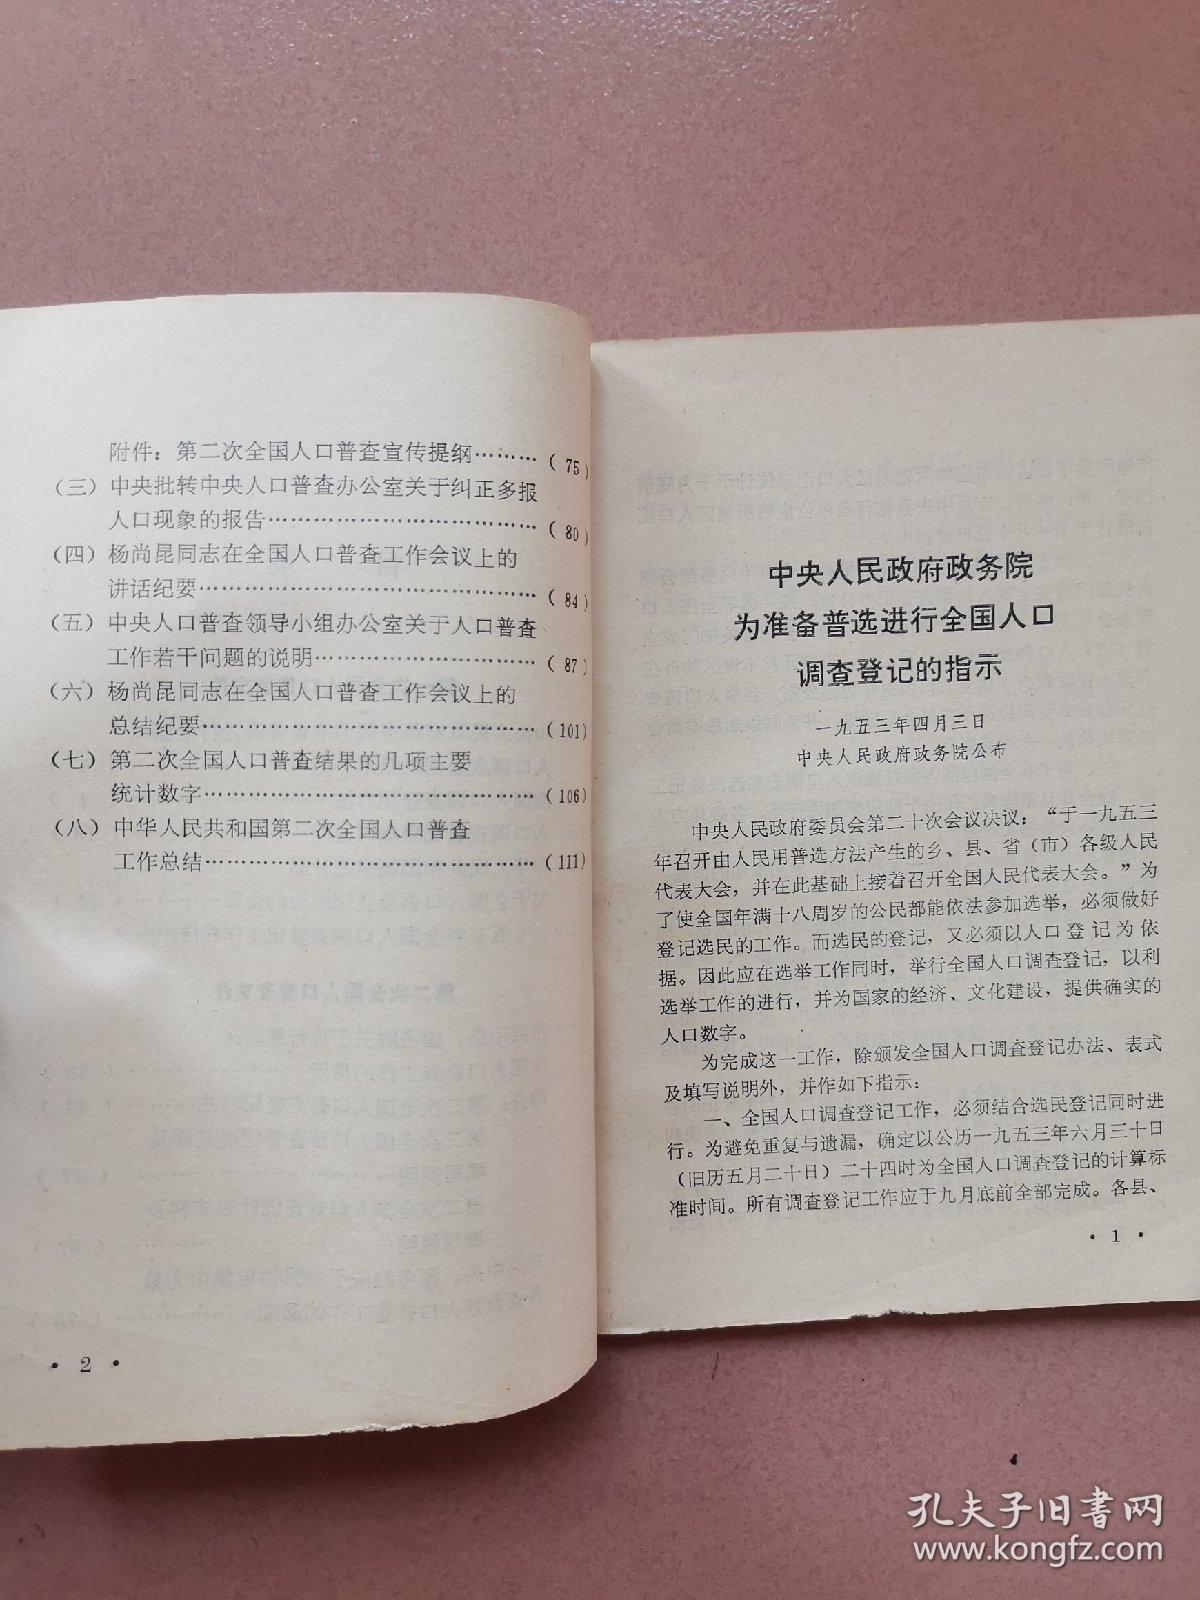 附件：第二次全国人口普查宣传提纲………（75）
（三）中央批转中央人口普查办公室关于纠正多报
人口现象的报告………………………………（80）
（四）杨尚昆同志在全国人口普查工作会议上的
讲话纪要………………………………………（84）
（五）中央人口普查领导小组办公室关于人口普查
工作若干问题的说明…………………………（87）
（六）杨尚昆同志在全国人口普查工作会议上的
总结纪要………………………………………（101）
（七）第二次全国人口普查结果的几项主要
统计数字………………………………………（106）
（八）中华人民共和国第二次全国人口普查
工作总结………………………………………（111）
· 2 ·
中央人民政府政务院
为准备普选进行全国人口
调查登记的指示
一九五三年四月三日
中央人民政府政务院公布
中央人民政府委员会第二十次会议决议：“于一九五三
年召开由人民用普选方法产生的乡、县、省（市）各级人民
代表大会，并在此基础上接着召开全国人民代表大会。”为
了使全国年满十八周岁的公民都能依法参加选举，必须做好
登记选民的工作。而选民的登记，又必须以人口登记为依
据。因此应在选举工作同时，举行全国人口调查登记，以利
选举工作的进行，并为国家的经济、文化建设，提供确实的
人口数字。
为完成这一工作，除颁发全国人口调查登记办法、表式
及填写说明外，并作如下指示：
一、全国人口调查登记工作，必须结合选民登记同时进
行。为避免重复与遗漏，确定以公历一九五三年六月三十日
（旧历五月二十日）二十四时为全国人口调查登记的计算标
准时间。所有调查登记工作应于九月底前全部完成。各县、
· 1 ·
孔夫子旧书网
www.kongfz.com